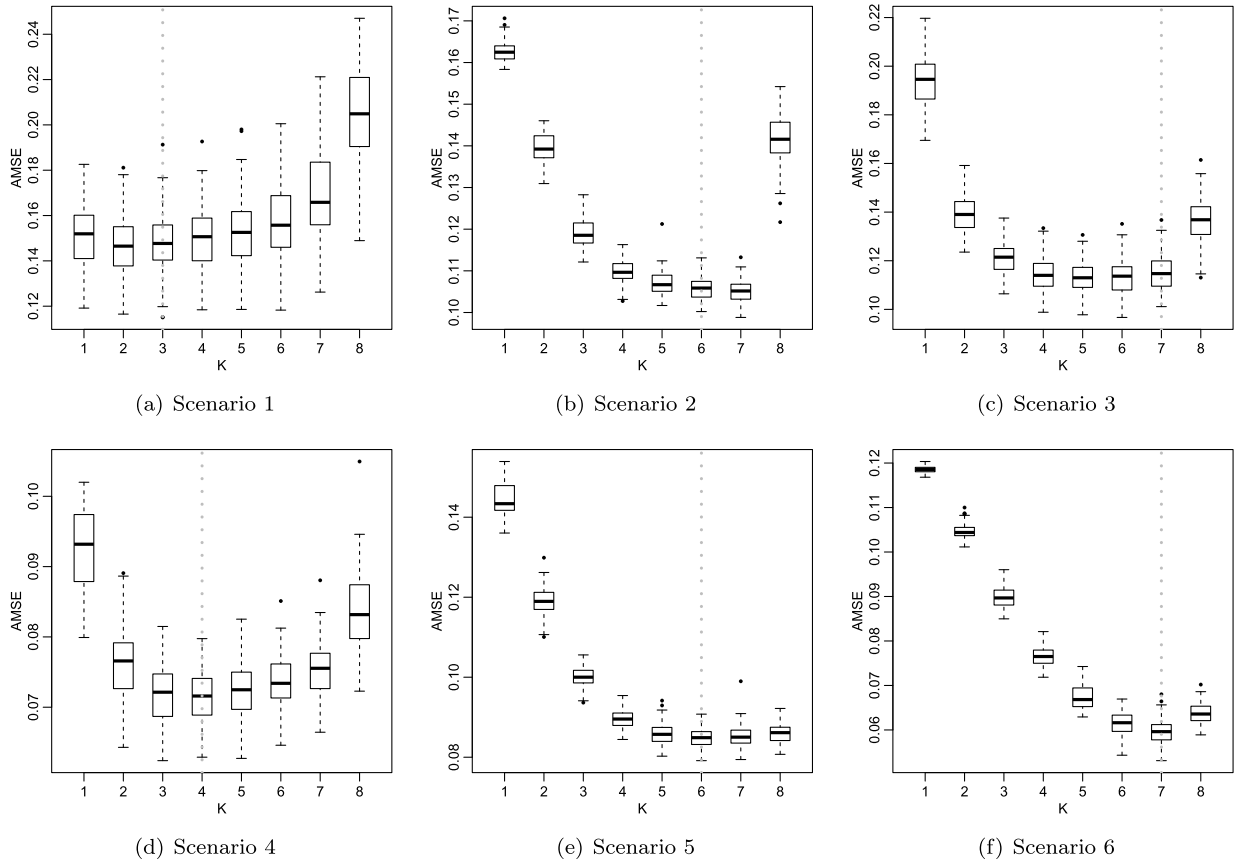 0.12 0.14 0.16 0.18 0.20 0.22 0.24
AMSE
1 2 3 4 5 6 7 8
K
(a) Scenario 1
0.10 0.11 0.12 0.13 0.14 0.15 0.16 0.17
AMSE
1 2 3 4 5 6 7 8
K
(b) Scenario 2
0.10 0.12 0.14 0.16 0.18 0.20 0.22
AMSE
1 2 3 4 5 6 7 8
K
(c) Scenario 3
0.07 0.08 0.09 0.10
AMSE
1 2 3 4 5 6 7 8
K
(d) Scenario 4
0.08 0.10 0.12 0.14
AMSE
1 2 3 4 5 6 7 8
K
(e) Scenario 5
0.06 0.07 0.08 0.09 0.10 0.11 0.12
AMSE
1 2 3 4 5 6 7 8
K
(f) Scenario 6